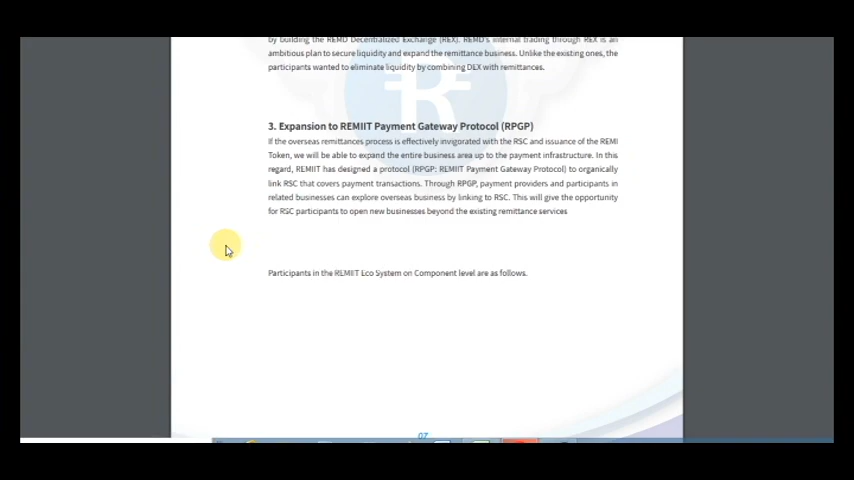 by building the REMD Decentralized Exchange (REX). REMD's internal trading through REX is an
ambitious plan to secure liquidity and expand the remittance business. Unlike the existing ones, the
participants wanted to eliminate liquidity by combining DEX with remittances.
3. Expansion to REMIIT Payment Gateway Protocol (RPGP)
If the overseas remittances process is effectively invigorated with the RSC and issuance of the REMI
Token, we will be able to expand the entire business area up to the payment infrastructure. In this
regard, REMIIT has designed a protocol (RPGP: REMIIT Payment Gateway Protocol) to organically
link RSC that covers payment transactions. Through RPGP, payment providers and participants in
related businesses can explore overseas business by linking to RSC. This will give the opportunity
for RSC participants to open new businesses beyond the existing remittance services
Participants in the REMIIT Eco System on Component level are as follows.
07